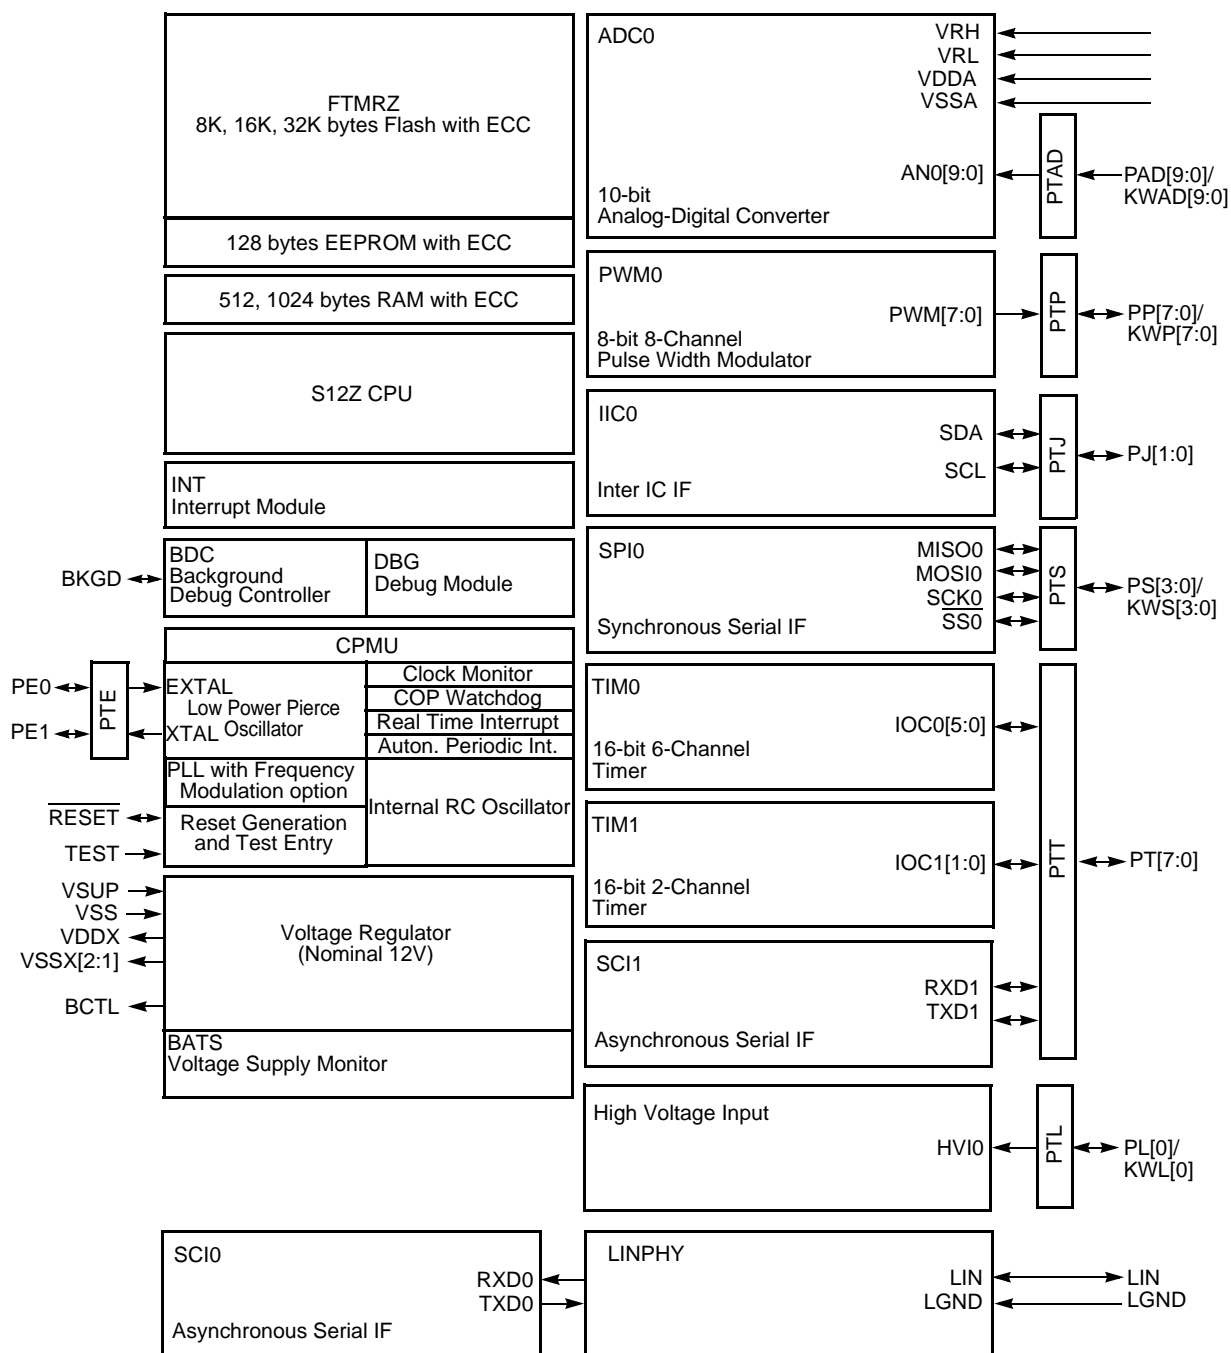 FTMRZ
8K, 16K, 32K bytes Flash with ECC
128 bytes EEPROM with ECC
512, 1024 bytes RAM with ECC
S12Z CPU
INT
Interrupt Module
BKGD
BDC
Background
Debug Controller
DBG
Debug Module
CPMU
PE0
PE1
PTE
EXTAL
Low Power Pierce
Oscillator
XTAL
Clock Monitor
COP Watchdog
Real Time Interrupt
Auton. Periodic Int.
PLL with Frequency
Modulation option
Internal RC Oscillator
RESET
TEST
Reset Generation
and Test Entry
VSUP
VSS
VDDX
VSSX[2:1]
BCTL
Voltage Regulator
(Nominal 12V)
BATS
Voltage Supply Monitor
ADC0
VRH
VRL
VDDA
VSSA
AN0[9:0]
10-bit
Analog-Digital Converter
PTAD
PAD[9:0]/
KWAD[9:0]
PWM0
PWM[7:0]
8-bit 8-Channel
Pulse Width Modulator
PTP
PP[7:0]/
KWP[7:0]
IIC0
SDA
SCL
Inter IC IF
PTJ
PJ[1:0]
SPI0
MISO0
MOSI0
SCK0
SS0
Synchronous Serial IF
PTS
PS[3:0]/
KWS[3:0]
TIM0
IOC0[5:0]
16-bit 6-Channel
Timer
TIM1
IOC1[1:0]
16-bit 2-Channel
Timer
PTT
PT[7:0]
SCI1
RXD1
TXD1
Asynchronous Serial IF
High Voltage Input
HVI0
PTL
PL[0]/
KWL[0]
SCI0
RXD0
TXD0
Asynchronous Serial IF
LINPHY
LIN
LGND
LIN
LGND